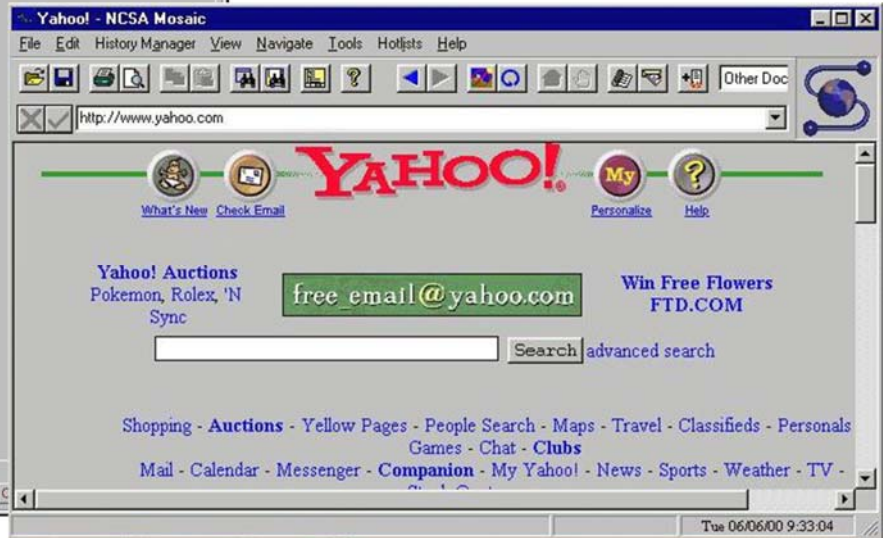 Yahoo! - NCSA Mosaic
File Edit History Manager View Navigate Tools Hotlists Help
Other Doc
http://www.yahoo.com
YAHOO!
My
What's New Check Email Personalize Help
Yahoo! Auctions
Pokemon, Rolex, 'N
Sync
free_email@yahoo.com
Win Free Flowers
FTD.COM
Search advanced search
Shopping - Auctions - Yellow Pages - People Search - Maps - Travel - Classifieds - Personals
Games - Chat - Clubs
Mail - Calendar - Messenger - Companion - My Yahoo! - News - Sports - Weather - TV -
Tue 06/06/00 9:33:04